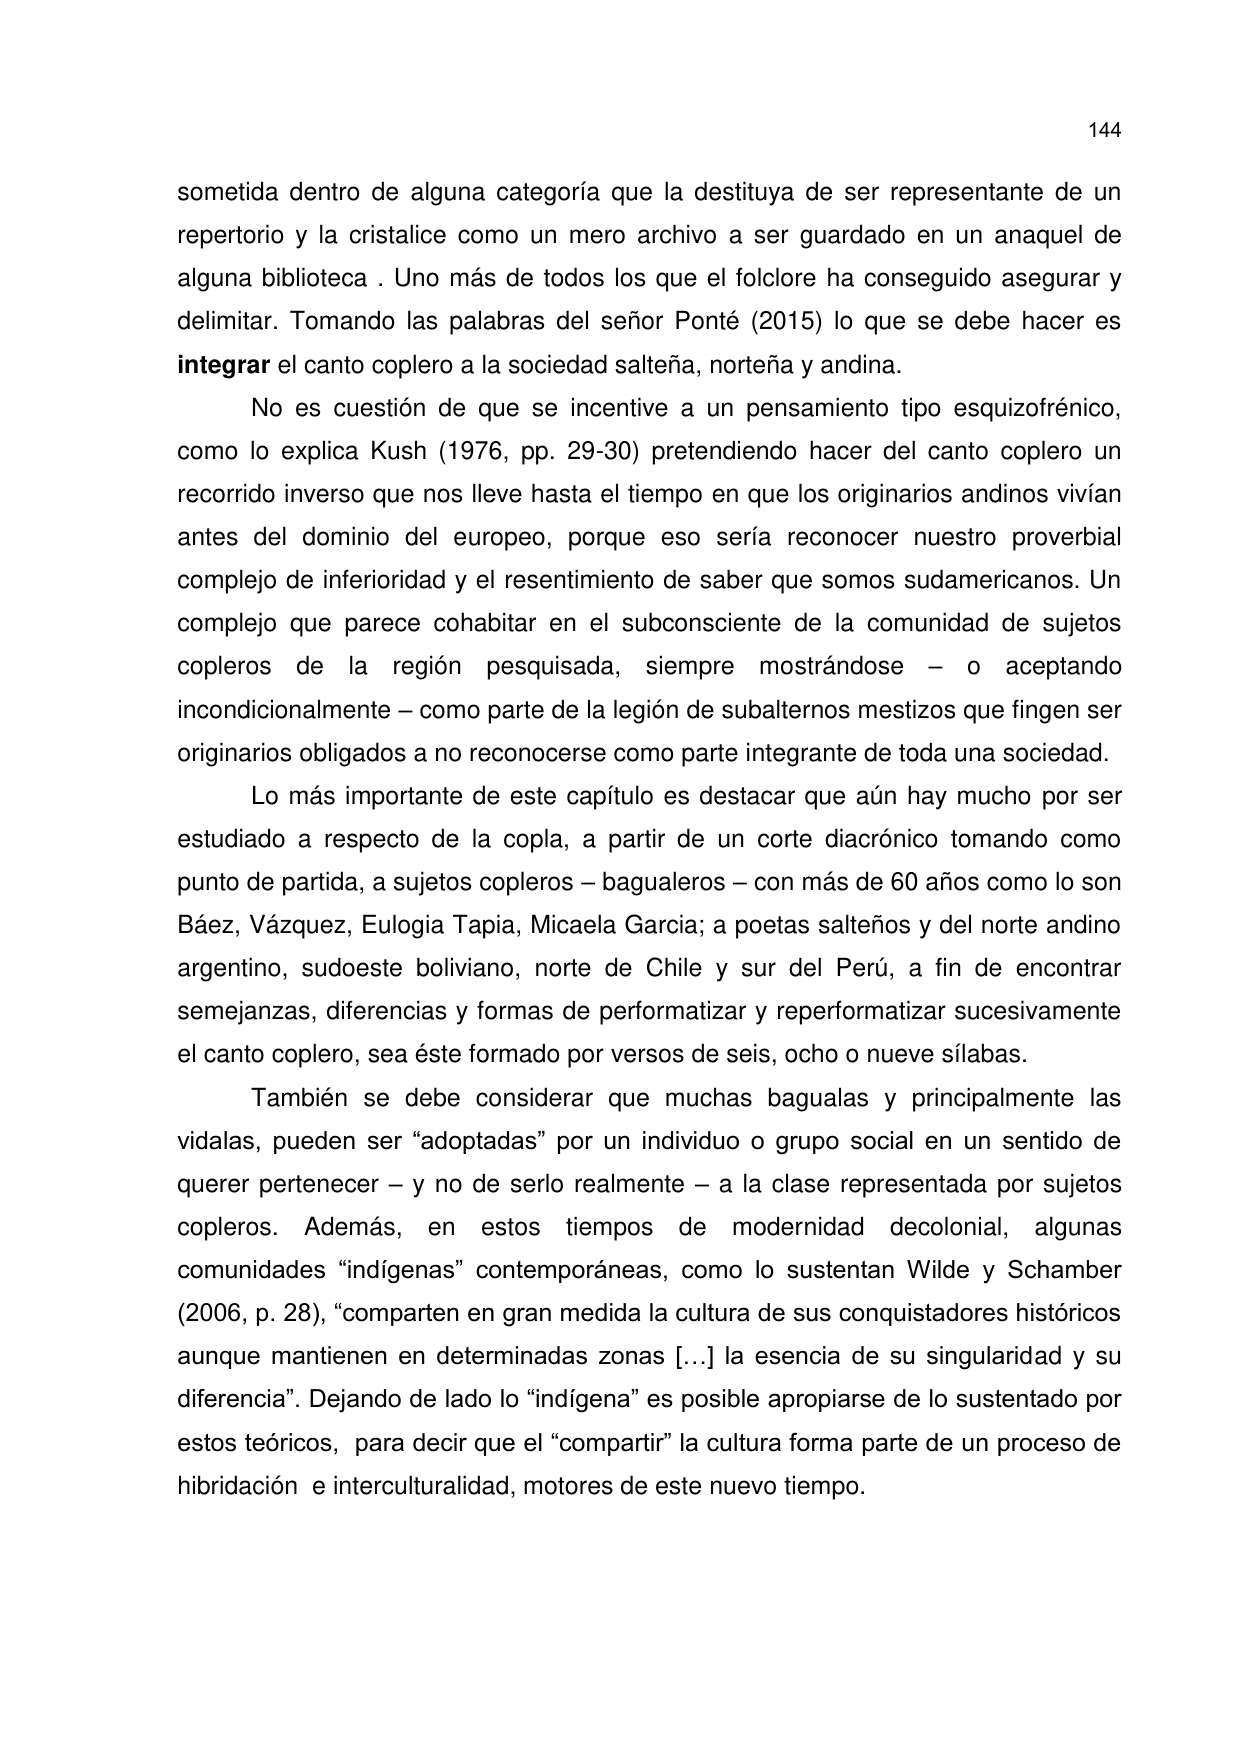 144
sometida dentro de alguna categoría que la destituya de ser representante de un
repertorio y la cristalice como un mero archivo a ser guardado en un anaquel de
alguna biblioteca . Uno más de todos los que el folclore ha conseguido asegurar y
delimitar. Tomando las palabras del señor Ponté (2015) lo que se debe hacer es
integrar el canto coplero a la sociedad salteña, norteña y andina.
No es cuestión de que se incentive a un pensamiento tipo esquizofrénico,
como lo explica Kush (1976, pp. 29-30) pretendiendo hacer del canto coplero un
recorrido inverso que nos lleve hasta el tiempo en que los originarios andinos vivían
antes del dominio del europeo, porque eso sería reconocer nuestro proverbial
complejo de inferioridad y el resentimiento de saber que somos sudamericanos. Un
complejo que parece cohabitar en el subconsciente de la comunidad de sujetos
copleros de la región pesquisada, siempre mostrándose – o aceptando
incondicionalmente – como parte de la legión de subalternos mestizos que fingen ser
originarios obligados a no reconocerse como parte integrante de toda una sociedad.
Lo más importante de este capítulo es destacar que aún hay mucho por ser
estudiado a respecto de la copla, a partir de un corte diacrónico tomando como
punto de partida, a sujetos copleros – bagualeros – con más de 60 años como lo son
Báez, Vázquez, Eulogia Tapia, Micaela Garcia; a poetas salteños y del norte andino
argentino, sudoeste boliviano, norte de Chile y sur del Perú, a fin de encontrar
semejanzas, diferencias y formas de performatizar y reperformatizar sucesivamente
el canto coplero, sea éste formado por versos de seis, ocho o nueve sílabas.
También se debe considerar que muchas bagualas y principalmente las
vidalas, pueden ser “adoptadas” por un individuo o grupo social en un sentido de
querer pertenecer – y no de serlo realmente – a la clase representada por sujetos
copleros. Además, en estos tiempos de modernidad decolonial, algunas
comunidades “indígenas” contemporáneas, como lo sustentan Wilde y Schamber
(2006, p. 28), “comparten en gran medida la cultura de sus conquistadores históricos
aunque mantienen en determinadas zonas […] la esencia de su singularidad y su
diferencia”. Dejando de lado lo “indígena” es posible apropiarse de lo sustentado por
estos teóricos,  para decir que el “compartir” la cultura forma parte de un proceso de
hibridación  e interculturalidad, motores de este nuevo tiempo.